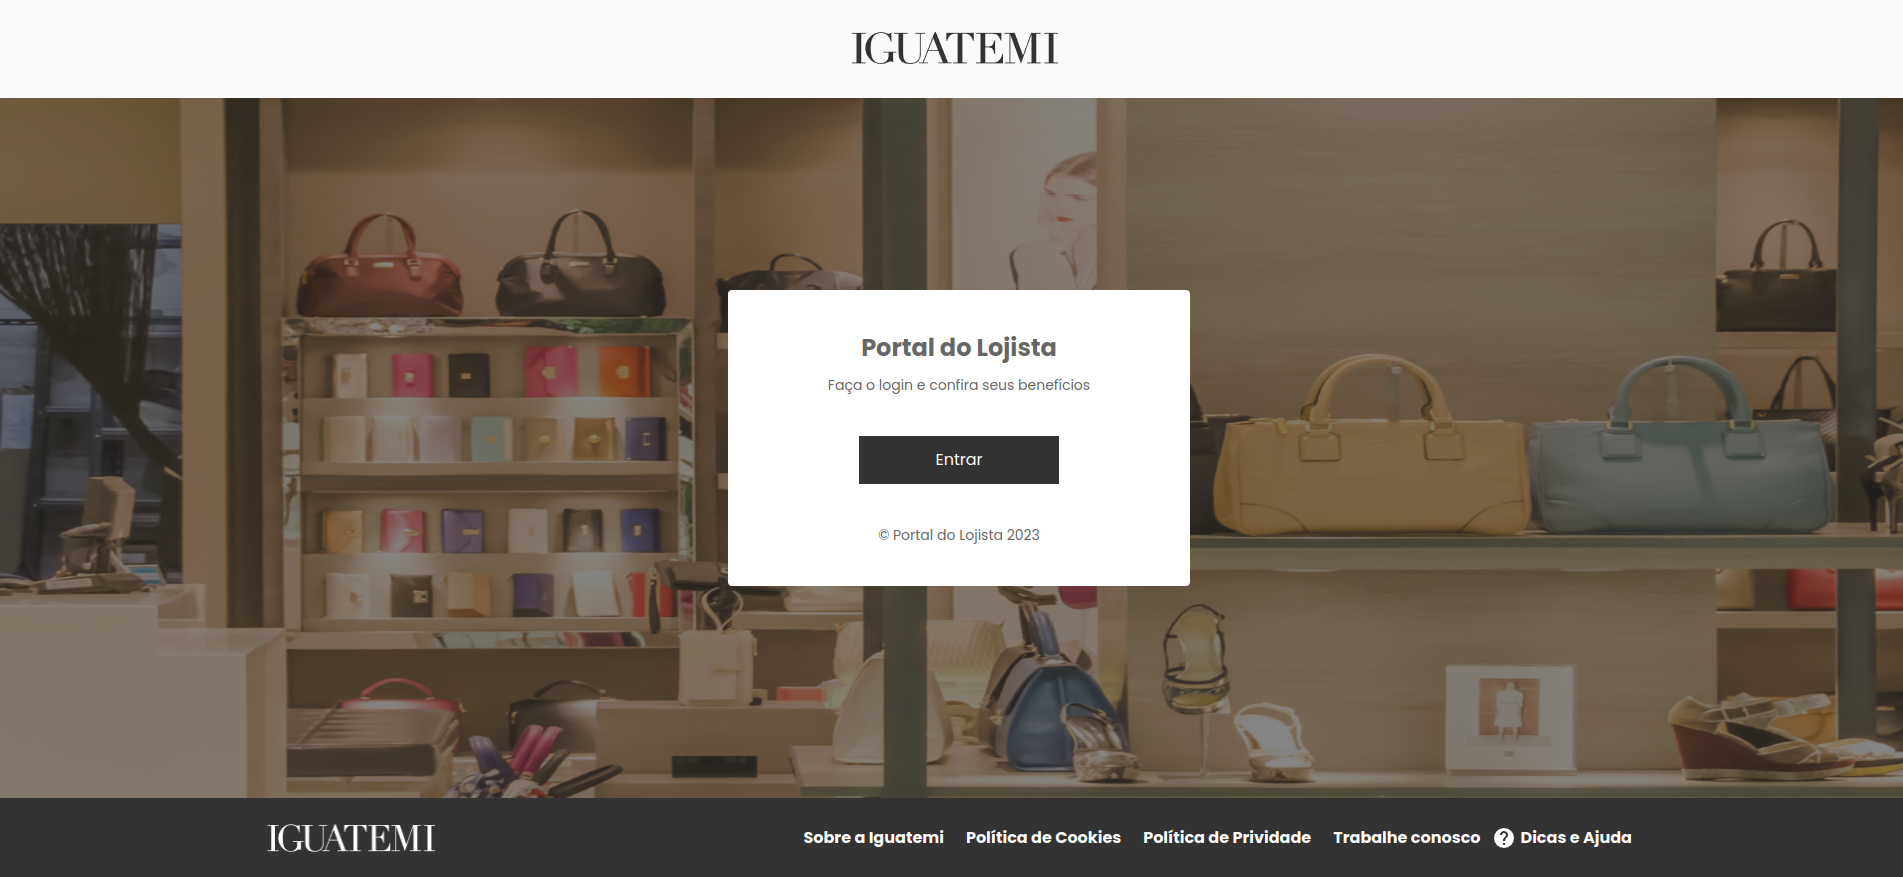 IGUATEMI
Portal do Lojista
Faça o login e confira seus benefícios
Entrar
© Portal do Lojista 2023
IGUATEMI
Sobre a Iguatemi Política de Cookies Política de Prividade Trabalhe conosco ? Dicas e Ajuda